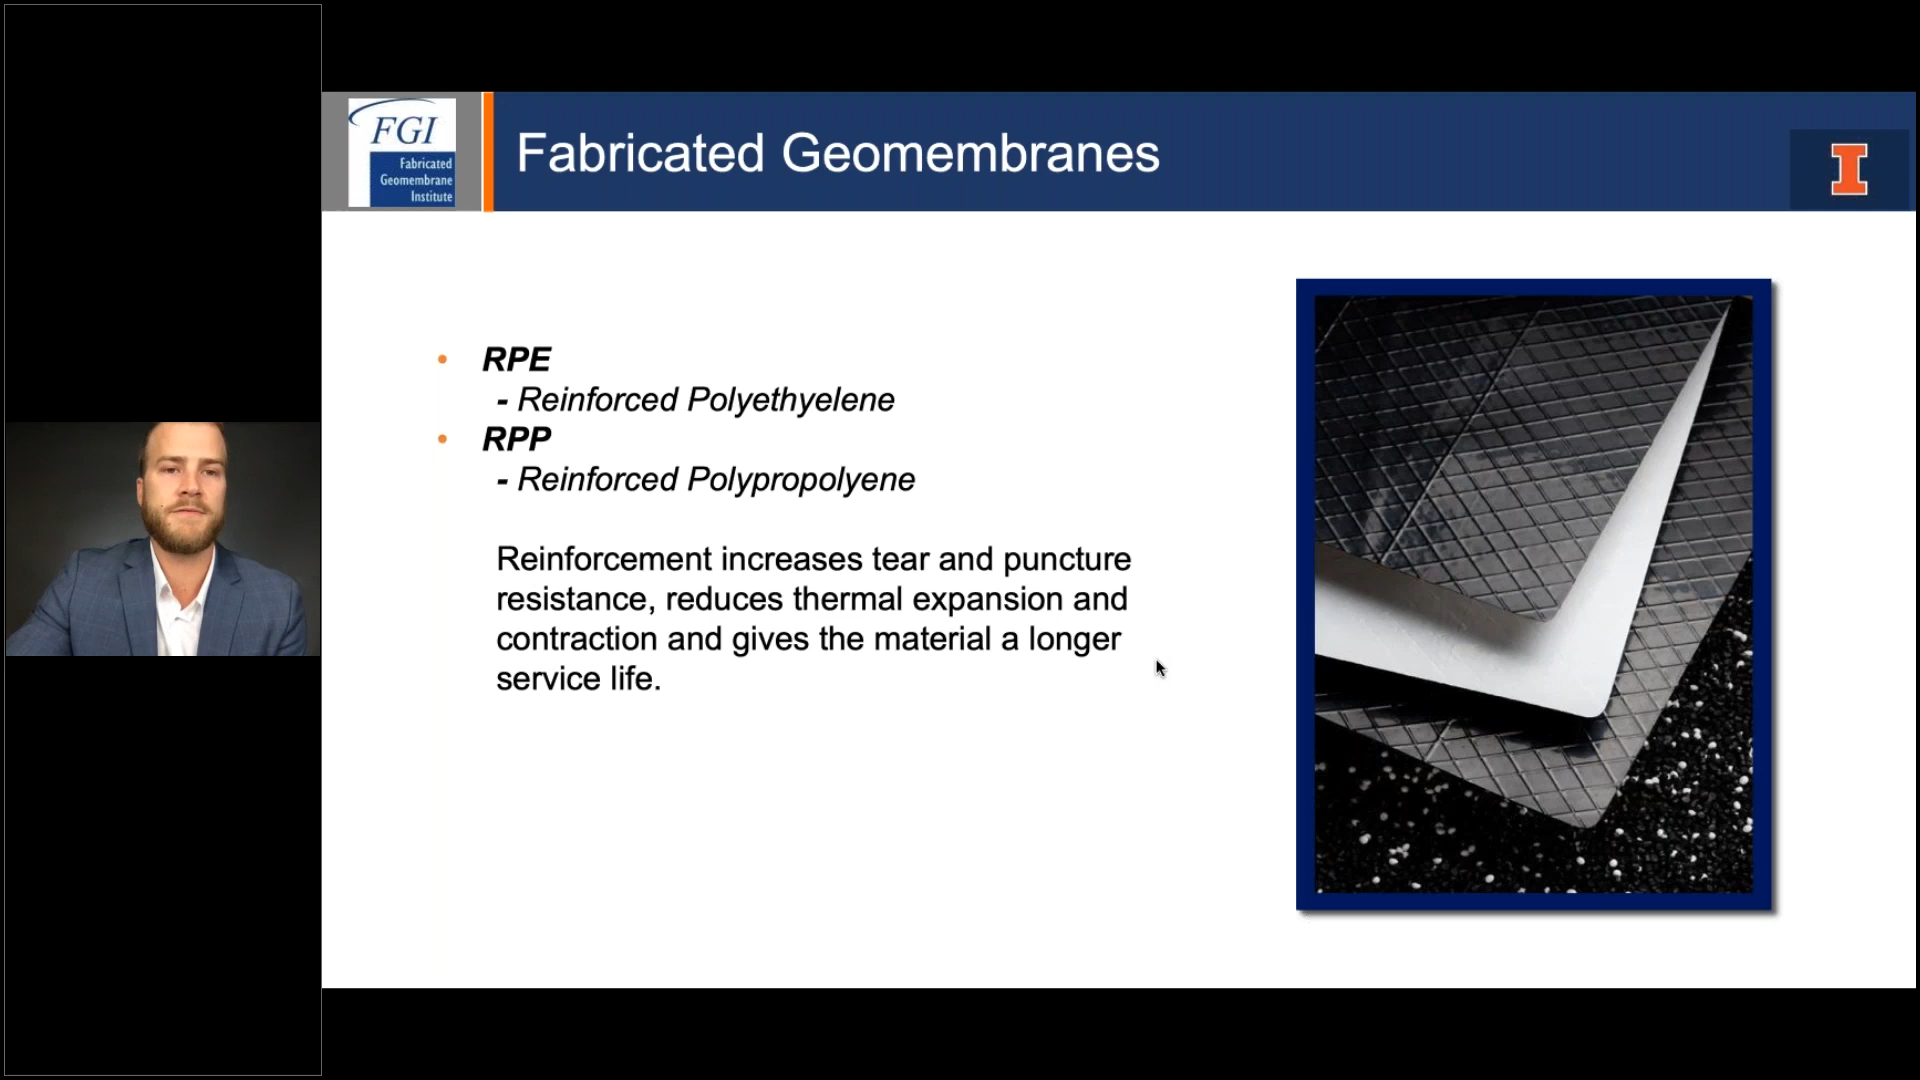 FGI
Fabricated
Geomembrane
Institute
Fabricated Geomembranes
I
• RPE
- Reinforced Polyethyelene
• RPP
- Reinforced Polypropolyene
Reinforcement increases tear and puncture
resistance, reduces thermal expansion and
contraction and gives the material a longer
service life.